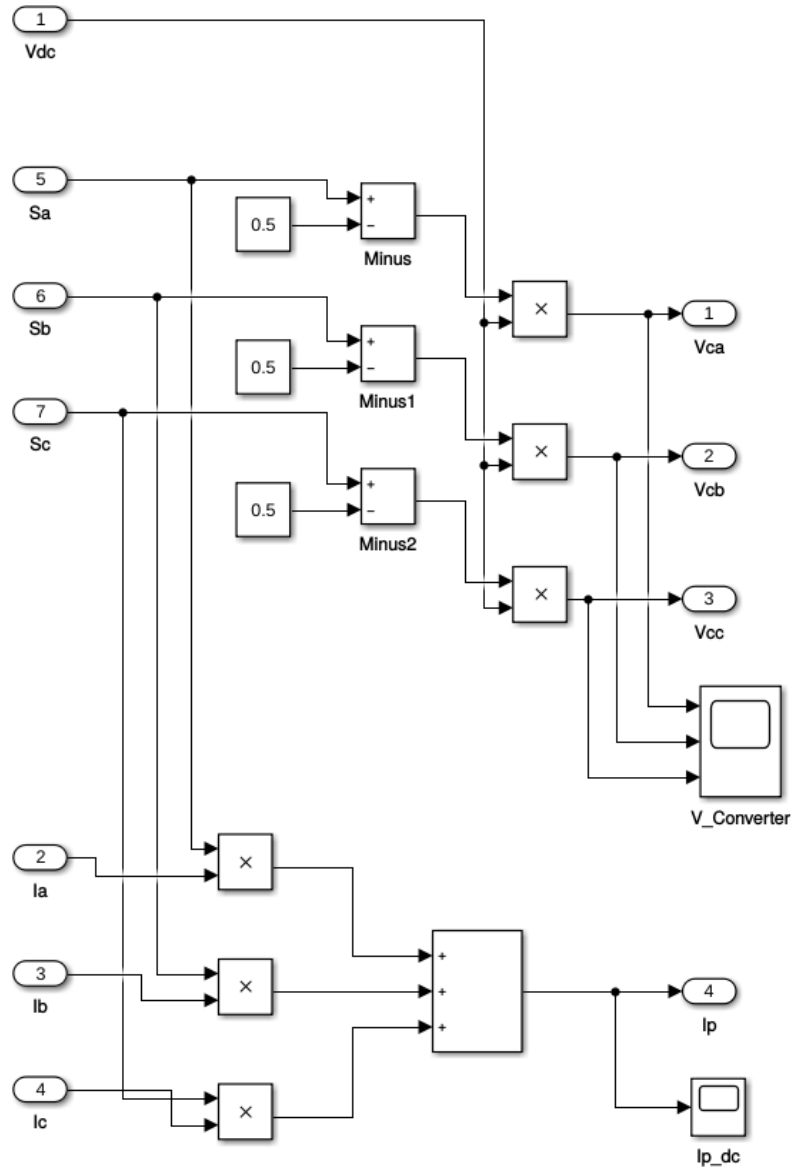 1
Vdc
5
Sa
0.5
+
−
Minus
6
Sb
0.5
+
−
Minus1
×
1
Vca
7
Sc
0.5
+
−
Minus2
×
2
Vcb
×
3
Vcc
V_Converter
2
Ia
×
3
Ib
×
+
+
+
4
Ip
4
Ic
×
Ip_dc